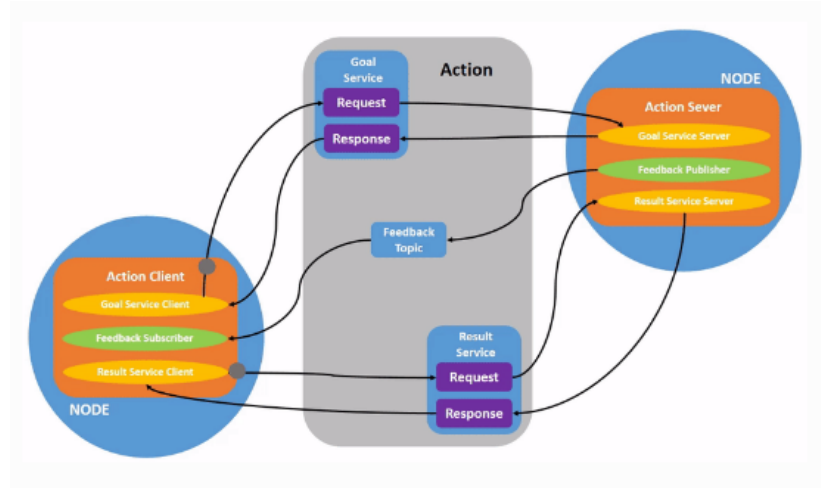 Goal
Service
Action
Request
Response
NODE
Action Sever
Goal Service Server
Feedback Publisher
Result Service Server
Feedback
Topic
Action Client
Goal Service Client
Feedback Subscriber
Result Service Client
NODE
Result
Service
Request
Response